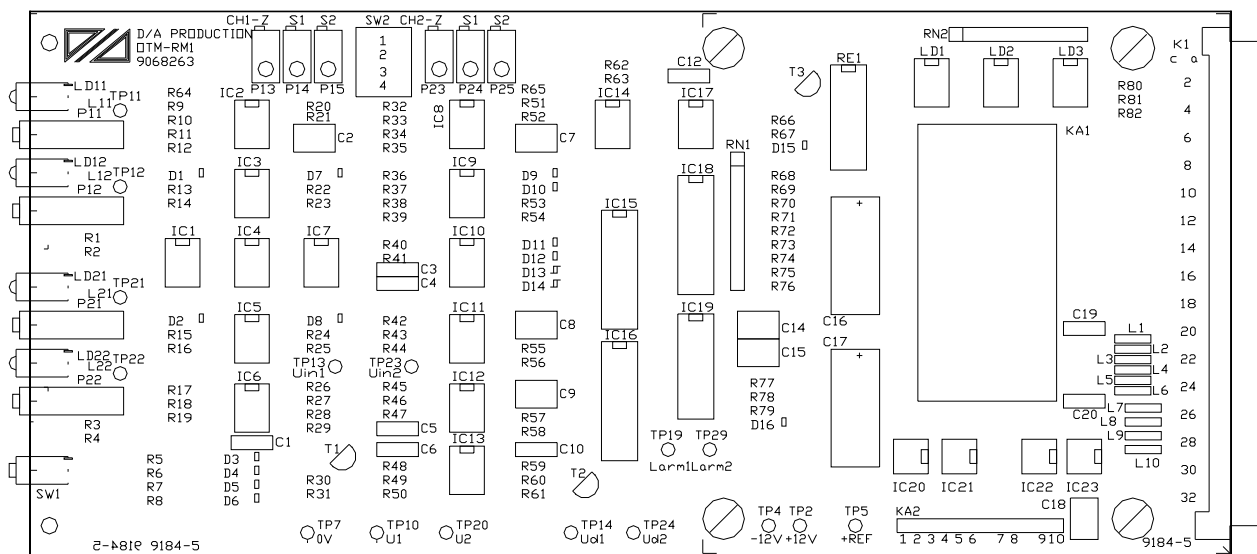 D/A PRODUCTION
OTM-RM1
9068263
CH1-Z S1 S2 SW2 CH2-Z S1 S2
1
2
3
4
P13 P14 P15 P23 P24 P25
R62
R63
C12
T3
RE1
RN2
LD1 LD2 LD3
K1
c a
2
4
6
8
10
12
14
16
18
20
22
24
26
28
30
32
R80
R81
R82
KA1
LD11
L11
TP11
P11
R64
R9
R10
R11
R12
IC2
R20
R21
C2
R32
R33
R34
R35
IC8
R65
R51
R52
C7
IC14
IC17
R66
R67
D15
RN1
LD12
L12
TP12
P12
D1
R13
R14
IC3
D7
R22
R23
R36
R37
R38
R39
IC9
D9
D10
R53
R54
IC18
R68
R69
R70
R71
R72
R73
R74
R75
R76
R1
R2
IC1
IC4
IC7
R40
R41
C3
C4
IC10
D11
D12
D13
D14
IC15
LD21
L21
TP21
P21
D2
R15
R16
IC5
D8
R24
R25
TP13
Uin1
R42
R43
R44
TP23
Uin2
IC11
C8
R55
R56
IC16
IC19
C14
C15
C16
C17
C19
L1
L2
L3
L4
L5
L6
L7
L8
L9
L10
C20
LD22
L22
TP22
P22
R17
R18
R19
IC6
C1
R26
R27
R28
R29
R45
R46
R47
C5
C6
IC12
C9
R57
R58
C10
R77
R78
R79
D16
R3
R4
SW1
R5
R6
R7
R8
D3
D4
D5
D6
T1
R30
R31
R48
R49
R50
IC13
R59
R60
R61
T2
TP19 TP29
Larm1 Larm2
IC20 IC21 IC22 IC23
C18
KA2
1 2 3 4 5 6 7 8 9 10
TP7
0V
TP10
U1
TP20
U2
TP14
Ud1
TP24
Ud2
TP4
-12V
TP2
+12V
TP5
+REF
+
+
9184-5
9184-5